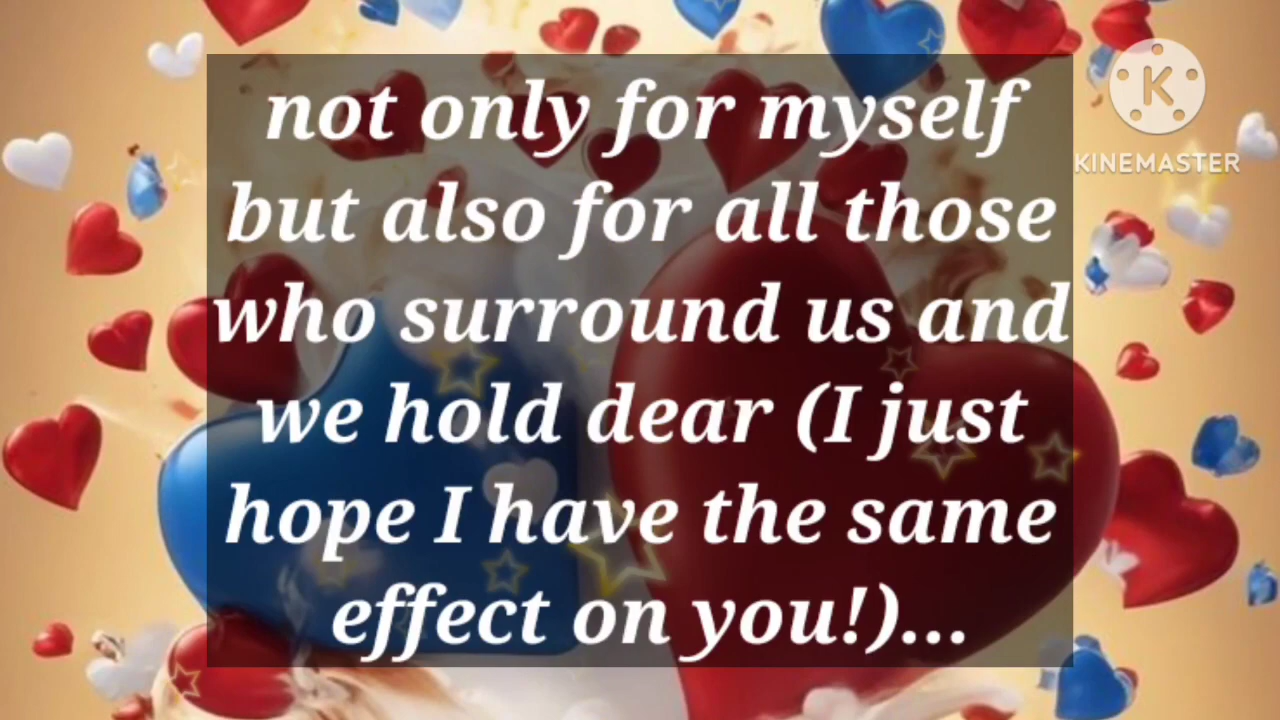 not only for myself
but also for all those
who surround us and
we hold dear (I just
hope I have the same
effect on you!)...
K
KINEMASTER